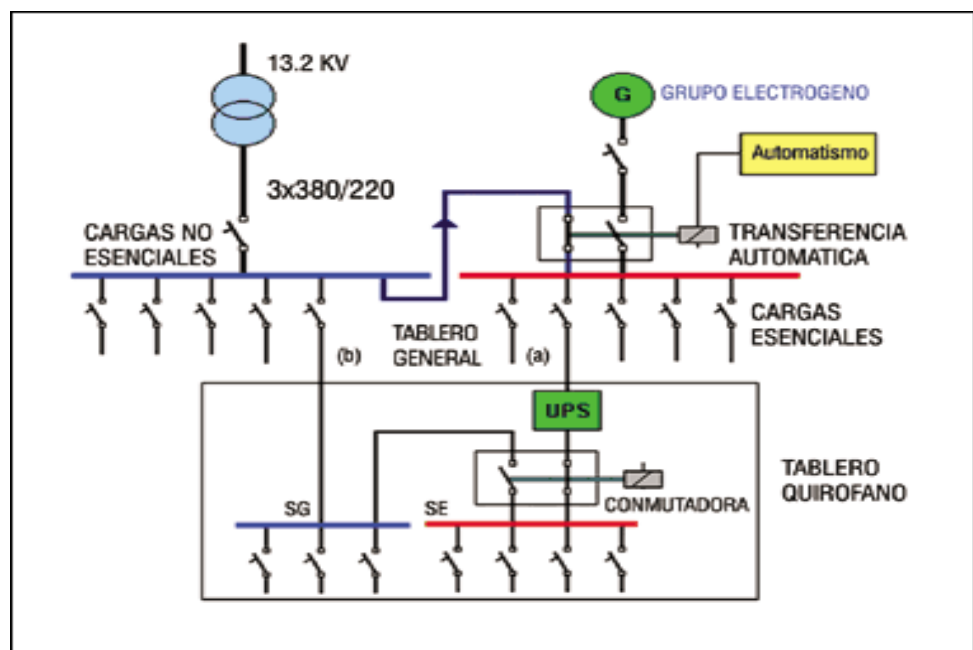 13.2 KV
G
GRUPO ELECTROGENO
Automatismo
3x380/220
CARGAS NO
ESENCIALES
TRANSFERENCIA
AUTOMATICA
TABLERO
GENERAL
(b)
(a)
CARGAS
ESENCIALES
UPS
TABLERO
QUIROFANO
CONMUTADORA
SG
SE